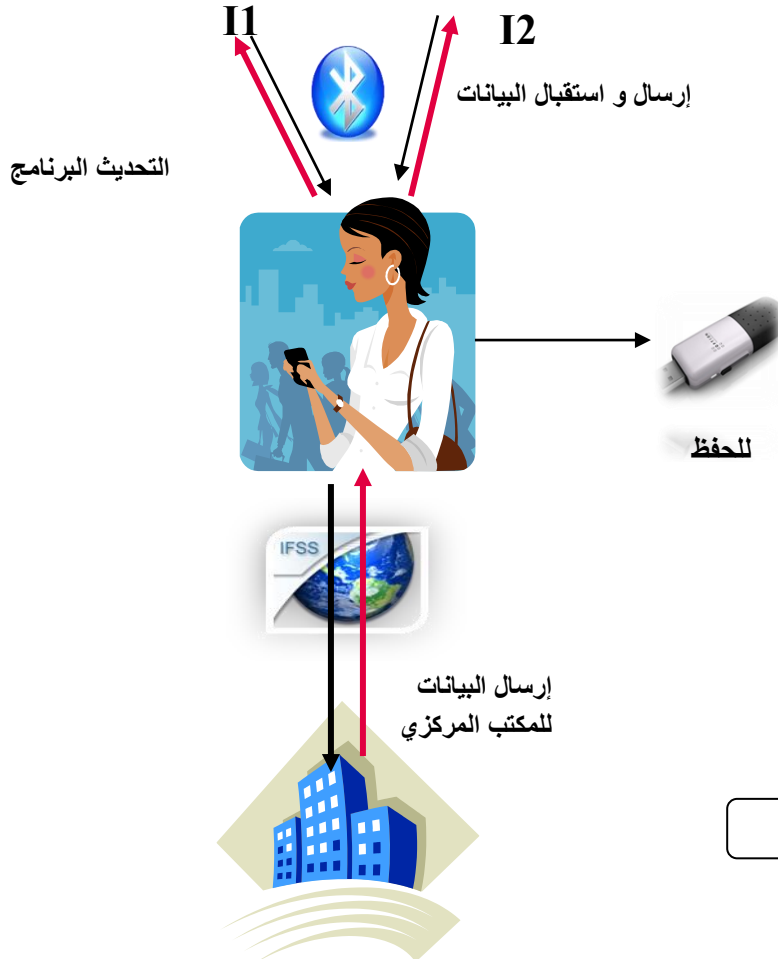 I1
I2
إرسال و استقبال البيانات
التحديث البرنامج
للحفظ
IFSS
إرسال البيانات
للمكتب المركزي